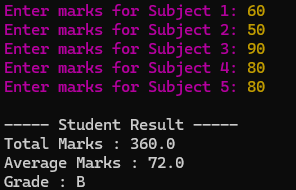 Enter marks for Subject 1: 60
Enter marks for Subject 2: 50
Enter marks for Subject 3: 90
Enter marks for Subject 4: 80
Enter marks for Subject 5: 80
----- Student Result -----
Total Marks : 360.0
Average Marks : 72.0
Grade : B